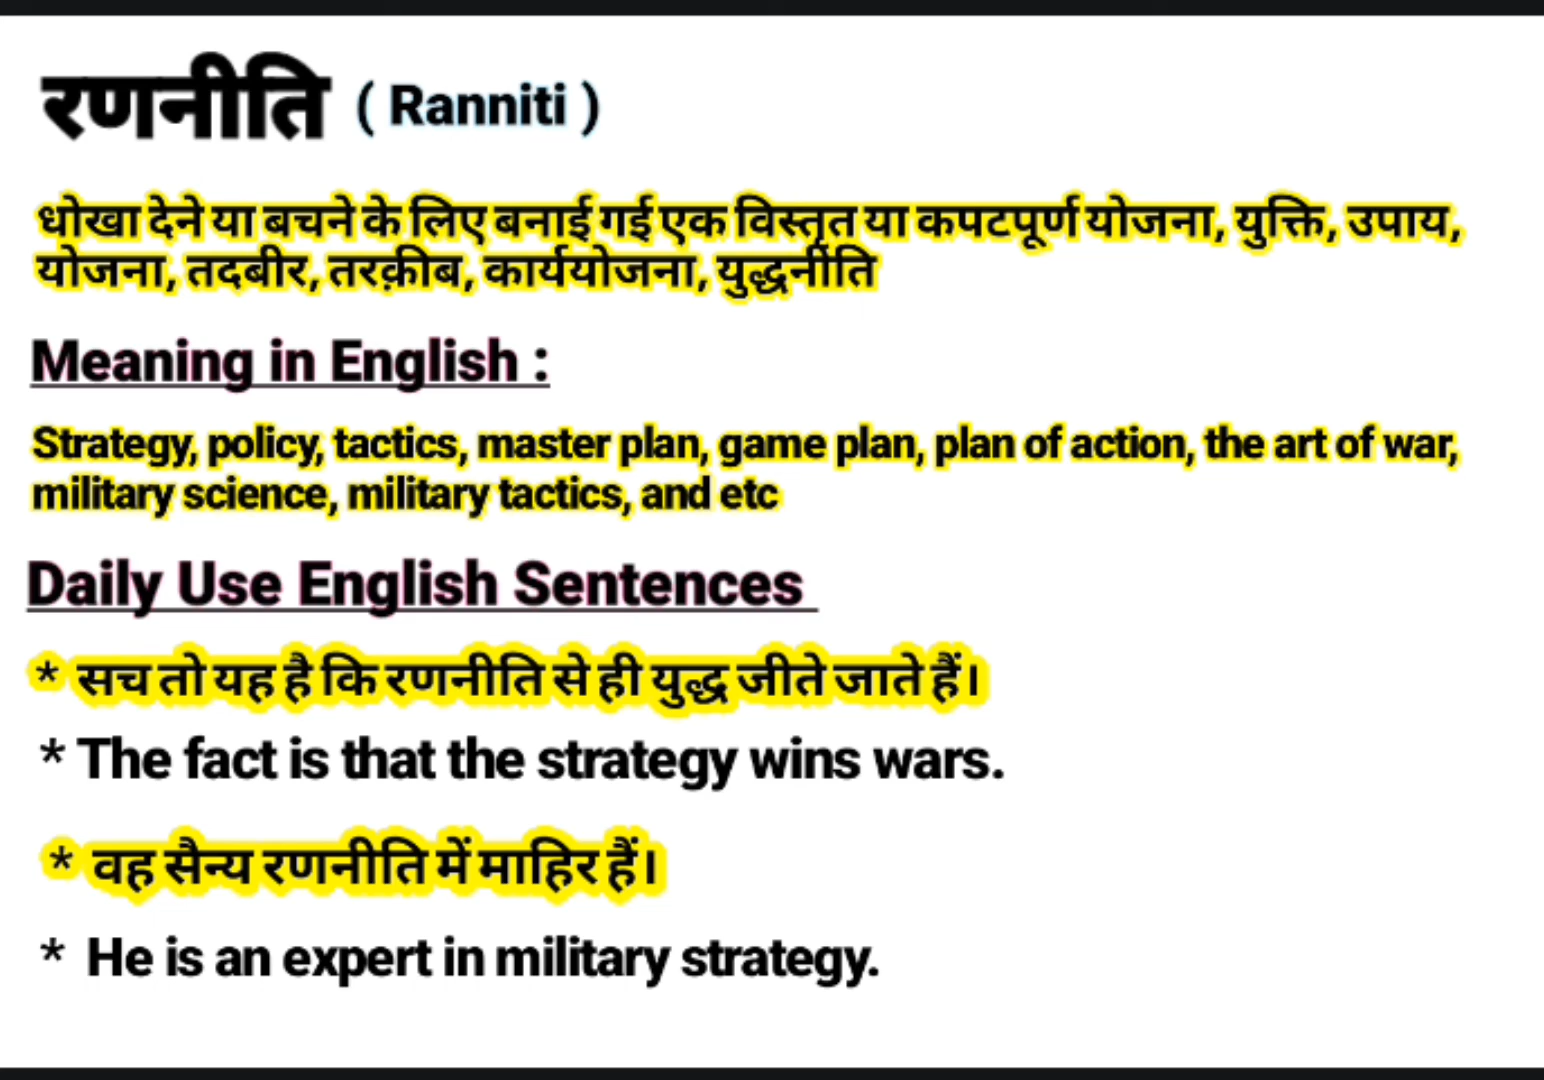 रणनीति ( Ranniti )
धोखा देने या बचने के लिए बनाई गई एक विस्तृत या कपटपूर्ण योजना, युक्ति, उपाय,
योजना, तदबीर, तरक़ीब, कार्ययोजना, युद्धनीति
Meaning in English :
Strategy, policy, tactics, master plan, game plan, plan of action, the art of war,
military science, military tactics, and etc
Daily Use English Sentences
* सच तो यह है कि रणनीति से ही युद्ध जीते जाते हैं।
* The fact is that the strategy wins wars.
* वह सैन्य रणनीति में माहिर हैं।
* He is an expert in military strategy.